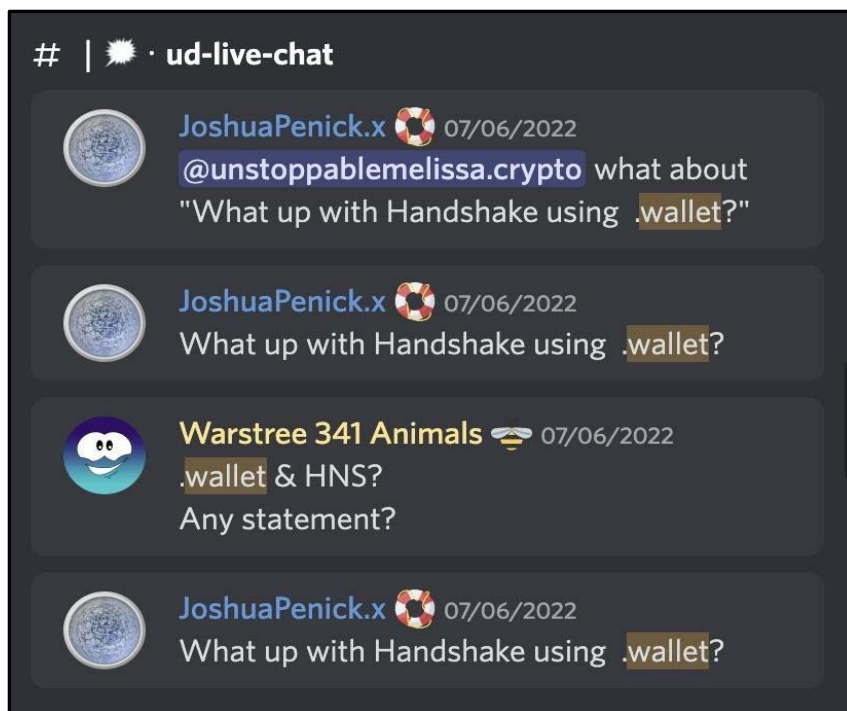 # | · ud-live-chat
JoshuaPenick.x 07/06/2022
@unstoppablemelissa.crypto what about
"What up with Handshake using .wallet?"
JoshuaPenick.x 07/06/2022
What up with Handshake using .wallet?
Warstree 341 Animals 07/06/2022
.wallet & HNS?
Any statement?
JoshuaPenick.x 07/06/2022
What up with Handshake using .wallet?